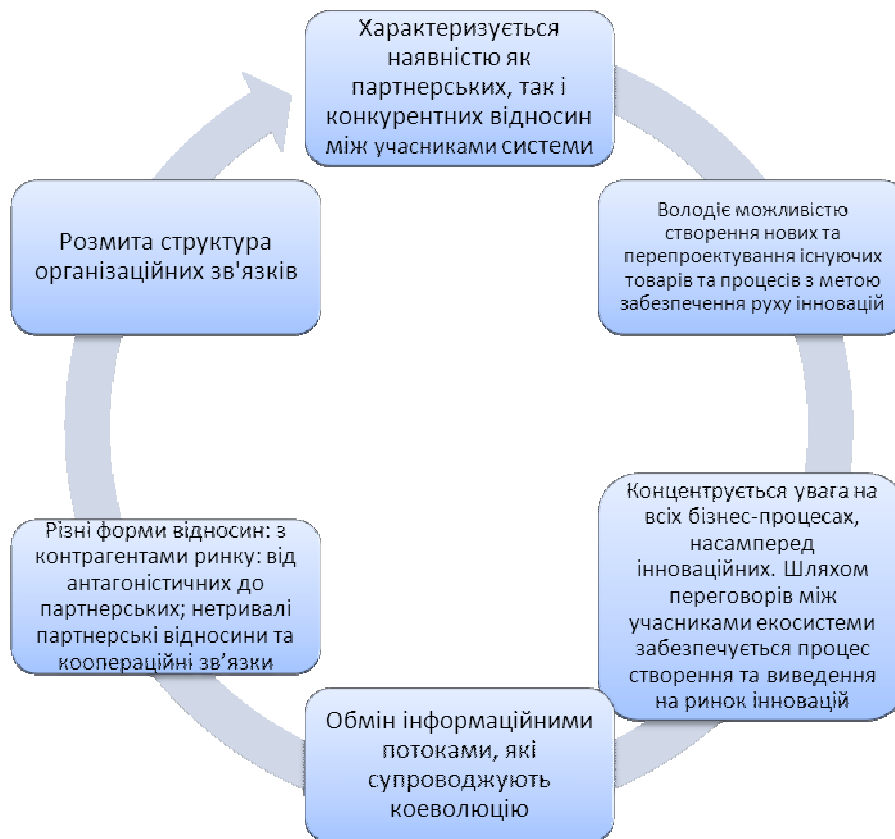 Характеризується
наявністю як
партнерських, так і
конкурентних відносин
між учасниками системи
Володіє можливістю
створення нових та
перепроектування існуючих
товарів та процесів з метою
забезпечення руху інновацій
Концентрується увага на
всіх бізнес-процесах,
насамперед
інноваційних. Шляхом
переговорів між
учасниками екосистеми
забезпечується процес
створення та виведення
на ринок інновацій
Обмін інформаційними
потоками, які
супроводжують
коеволюцію
Різні форми відносин: з
контрагентами ринку: від
антагоністичних до
партнерських; нетривалі
партнерські відносини та
коопераційні зв’язки
Розмита структура
організаційних зв'язків